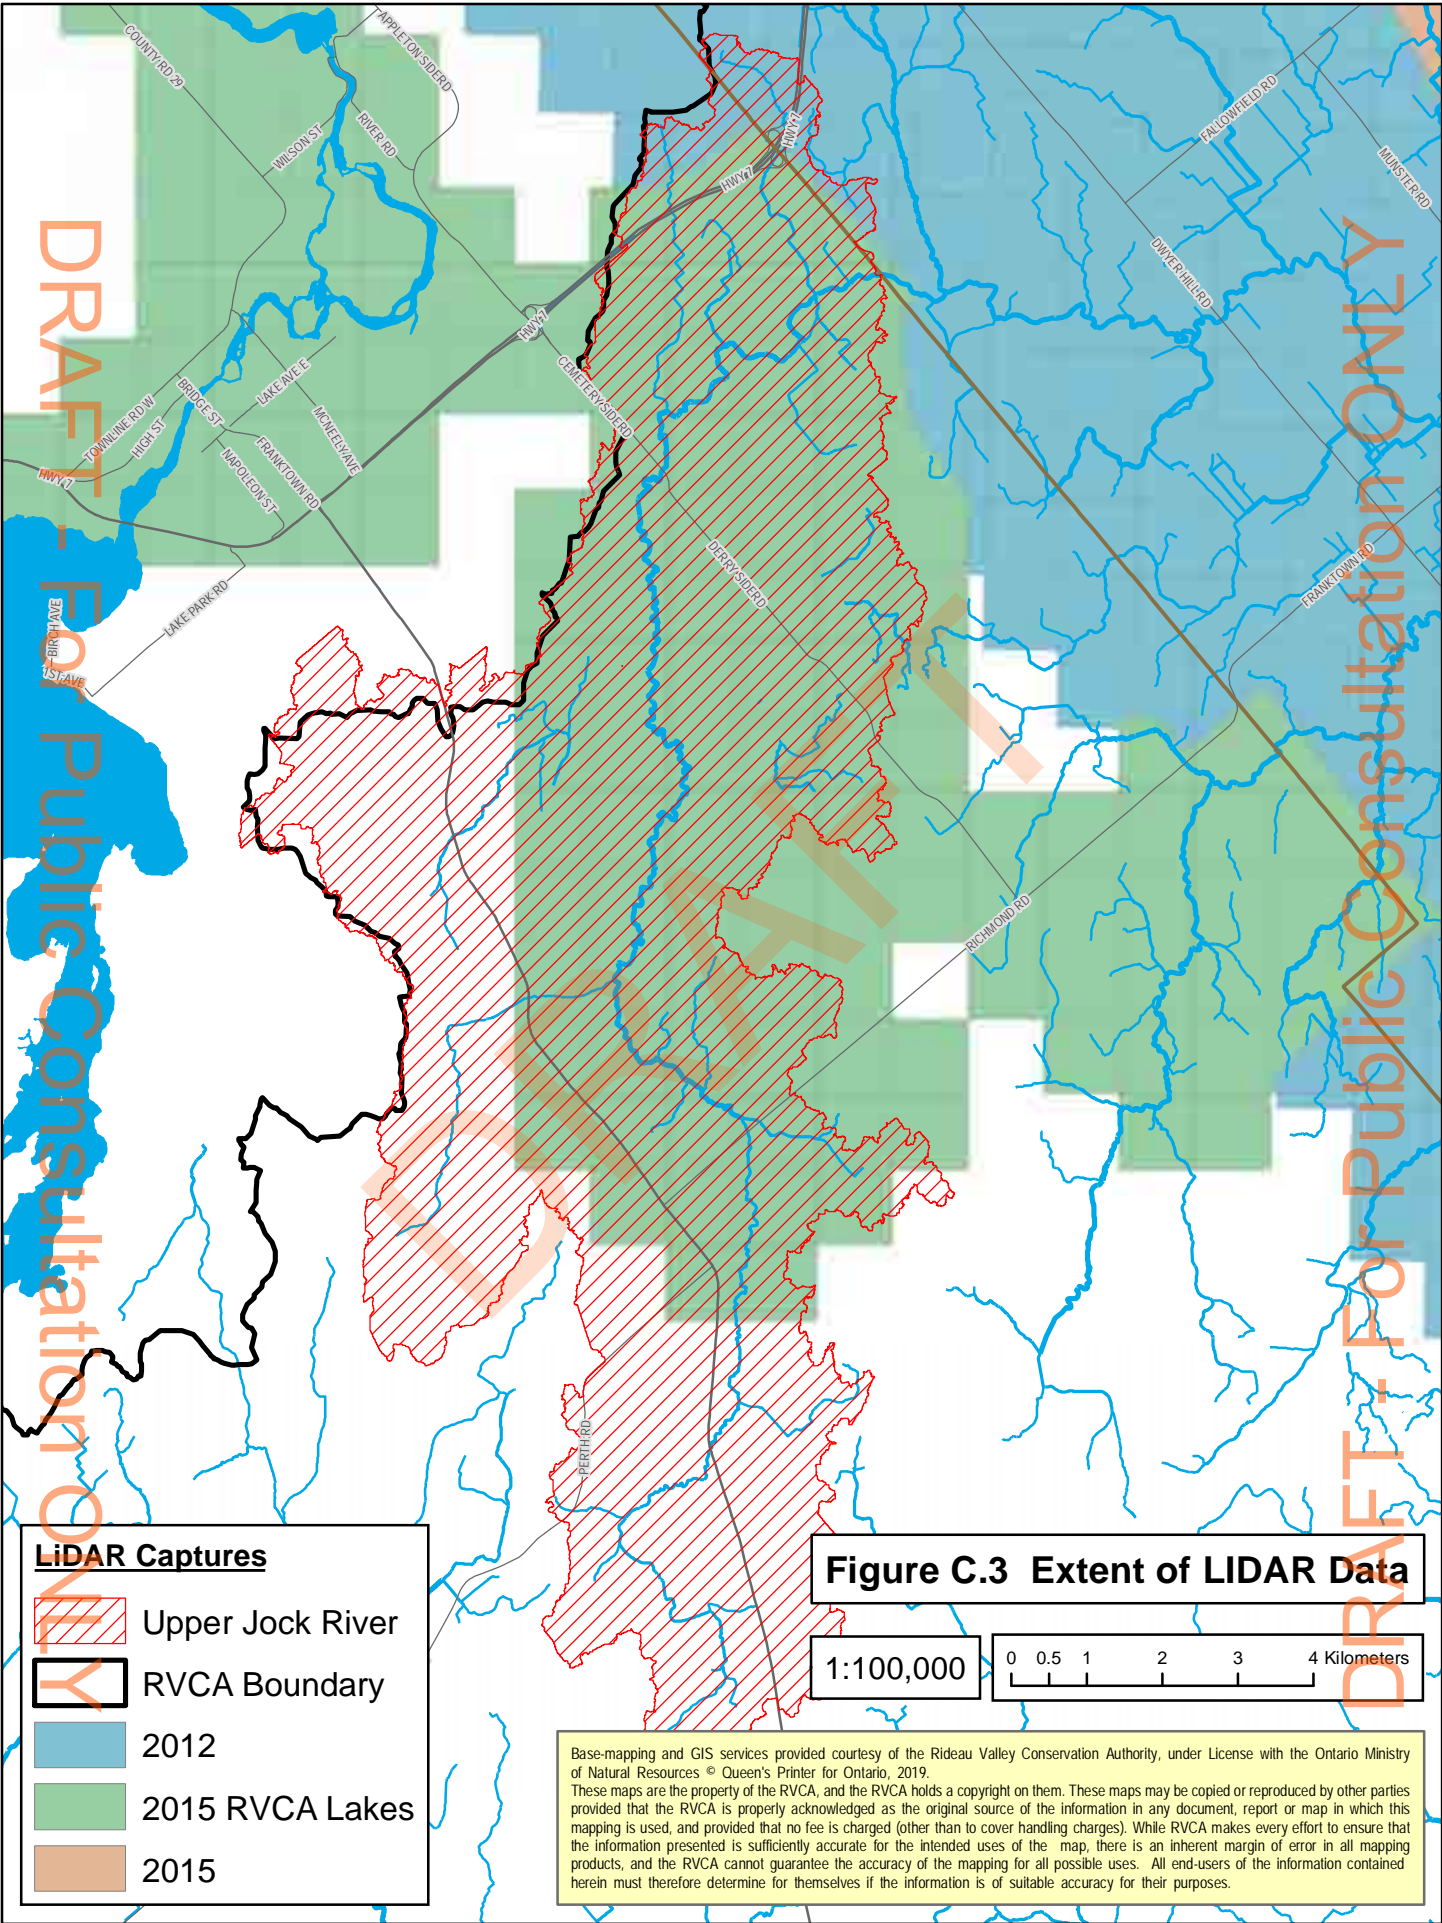 COUNTY RD 29
APPLETON SIDERD
WILSON ST
RIVER RD
HWY 7
HWY 7
FALLOWFIELD RD
MUNSTER RD
DWYER HILL RD
HWY 7
CEMETERY SIDERD
LAKE AVE E
BRIDGE ST
TOWNLINE RD W
HIGH ST
MCNEELY AVE
FRANKTOWN RD
NAPOLEON ST
HWY 7
DERRY SIDERD
FRANKTOWN RD
LAKE PARK RD
BIRCH AVE
1ST AVE
RICHMOND RD
PERTH RD
DRAFT - For Public Consultation ONLY
DRAFT
DRAFT - For Public Consultation ONLY
LiDAR Captures
Upper Jock River
RVCA Boundary
2012
2015 RVCA Lakes
2015
Figure C.3 Extent of LIDAR Data
1:100,000
0 0.5 1 2 3 4 Kilometers
Base-mapping and GIS services provided courtesy of the Rideau Valley Conservation Authority, under License with the Ontario Ministry
of Natural Resources © Queen's Printer for Ontario, 2019.
These maps are the property of the RVCA, and the RVCA holds a copyright on them. These maps may be copied or reproduced by other parties
provided that the RVCA is properly acknowledged as the original source of the information in any document, report or map in which this
mapping is used, and provided that no fee is charged (other than to cover handling charges). While RVCA makes every effort to ensure that
the information presented is sufficiently accurate for the intended uses of the map, there is an inherent margin of error in all mapping
products, and the RVCA cannot guarantee the accuracy of the mapping for all possible uses. All end-users of the information contained
herein must therefore determine for themselves if the information is of suitable accuracy for their purposes.